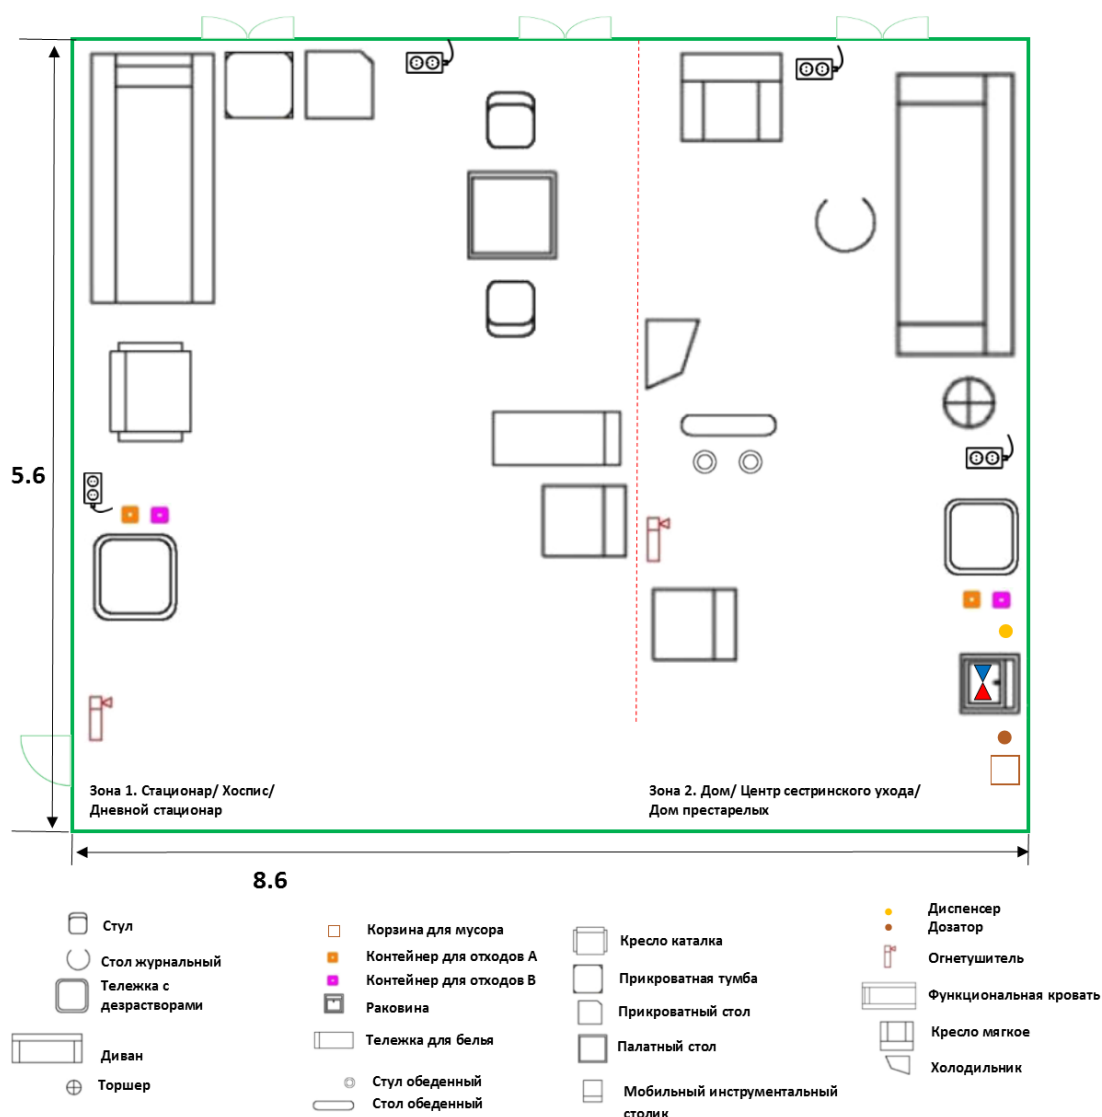 5.6
Зона 1. Стационар/ Хоспис/
Дневной стационар
Зона 2. Дом/ Центр сестринского ухода/
Дом престарелых
8.6
Стул
Стол журнальный
Тележка с
дезрастворами
Диван
Торшер
Корзина для мусора
Контейнер для отходов А
Контейнер для отходов В
Раковина
Тележка для белья
Стул обеденный
Стол обеденный
Кресло каталка
Прикроватная тумба
Прикроватный стол
Палатный стол
Мобильный инструментальный
столик
Диспенсер
Дозатор
Огнетушитель
Функциональная кровать
Кресло мягкое
Холодильник